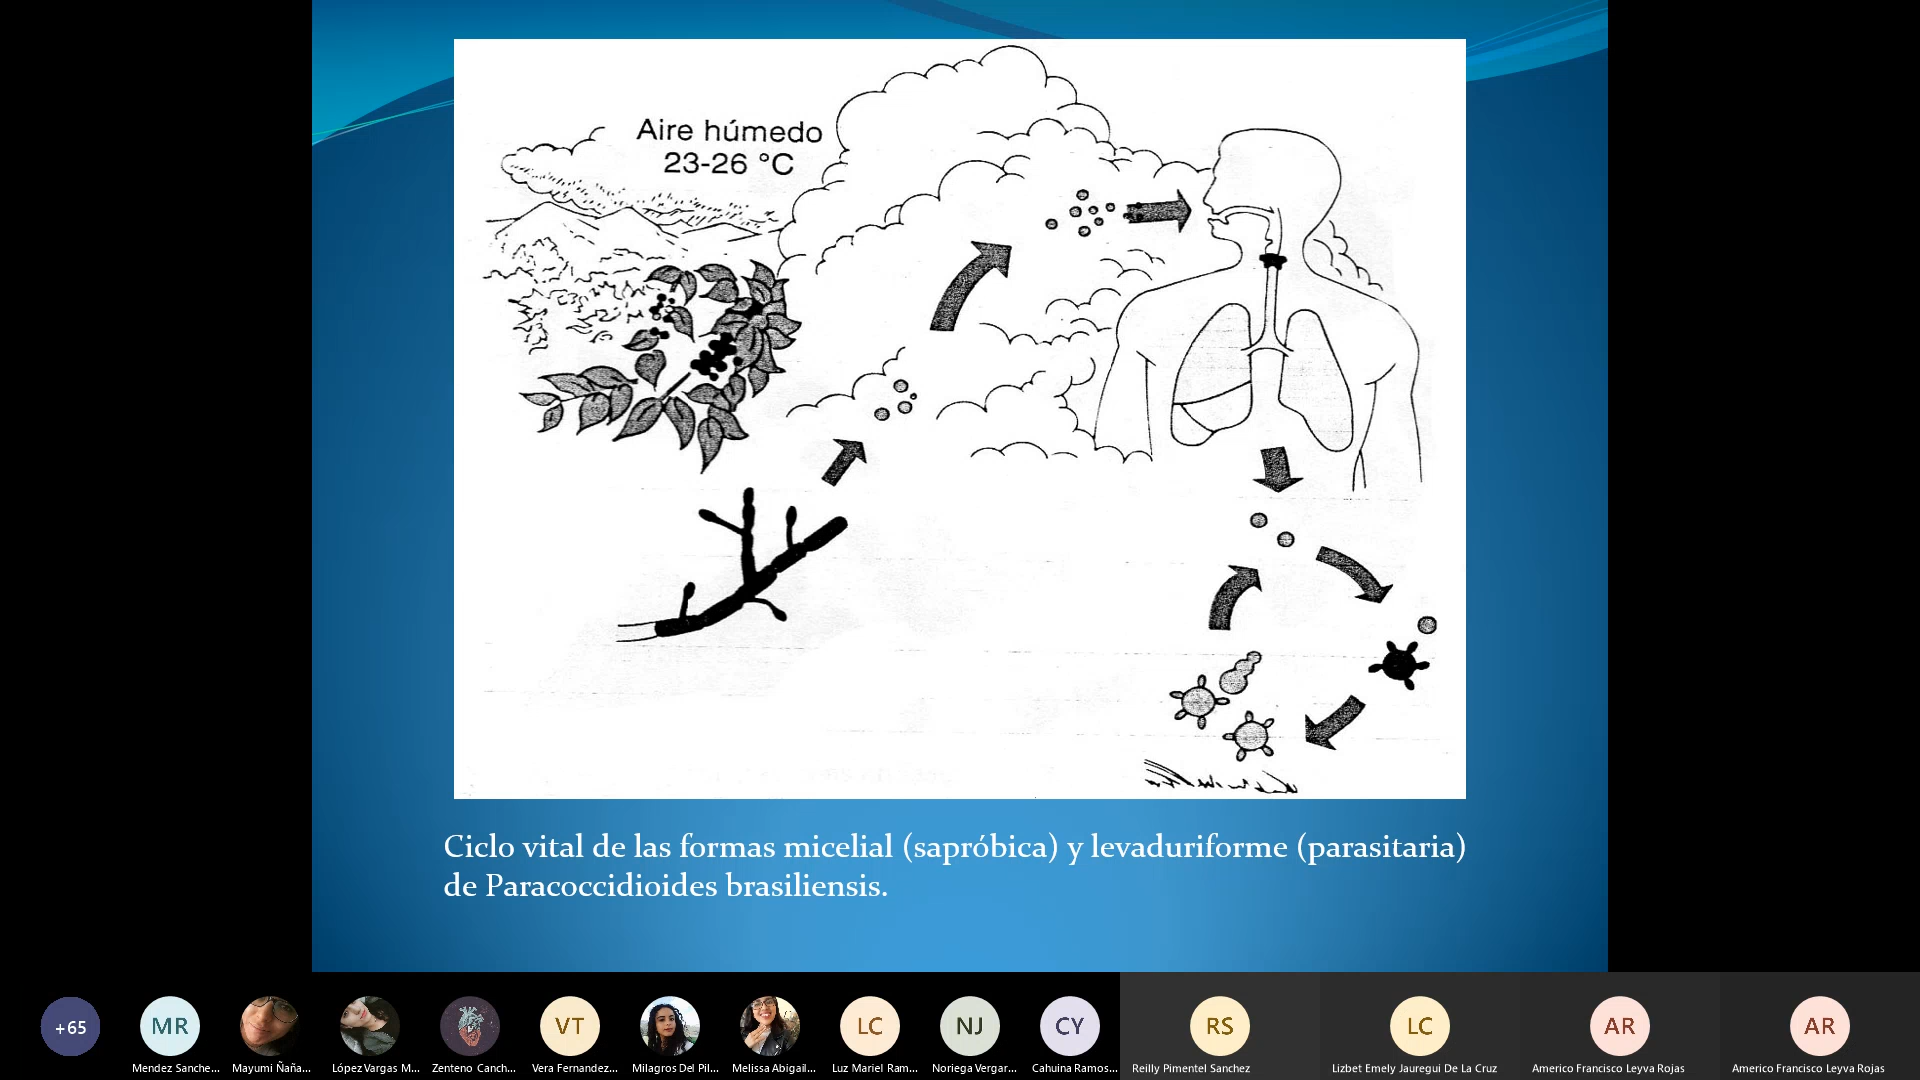 Aire húmedo
23-26 °C
Ciclo vital de las formas micelial (sapróbica) y levaduriforme (parasitaria)
de Paracoccidioides brasiliensis.
+65
MR
VT
LC
NJ
CY
RS
LC
AR
AR
Mendez Sanche...
Mayumi Ñaña...
López Vargas M...
Zenteno Canch...
Vera Fernandez...
Milagros Del Pil...
Melissa Abigail...
Luz Mariel Ram...
Noriega Vergar...
Cahuina Ramos...
Reilly Pimentel Sanchez
Lizbet Emely Jauregui De La Cruz
Americo Francisco Leyva Rojas
Americo Francisco Leyva Rojas